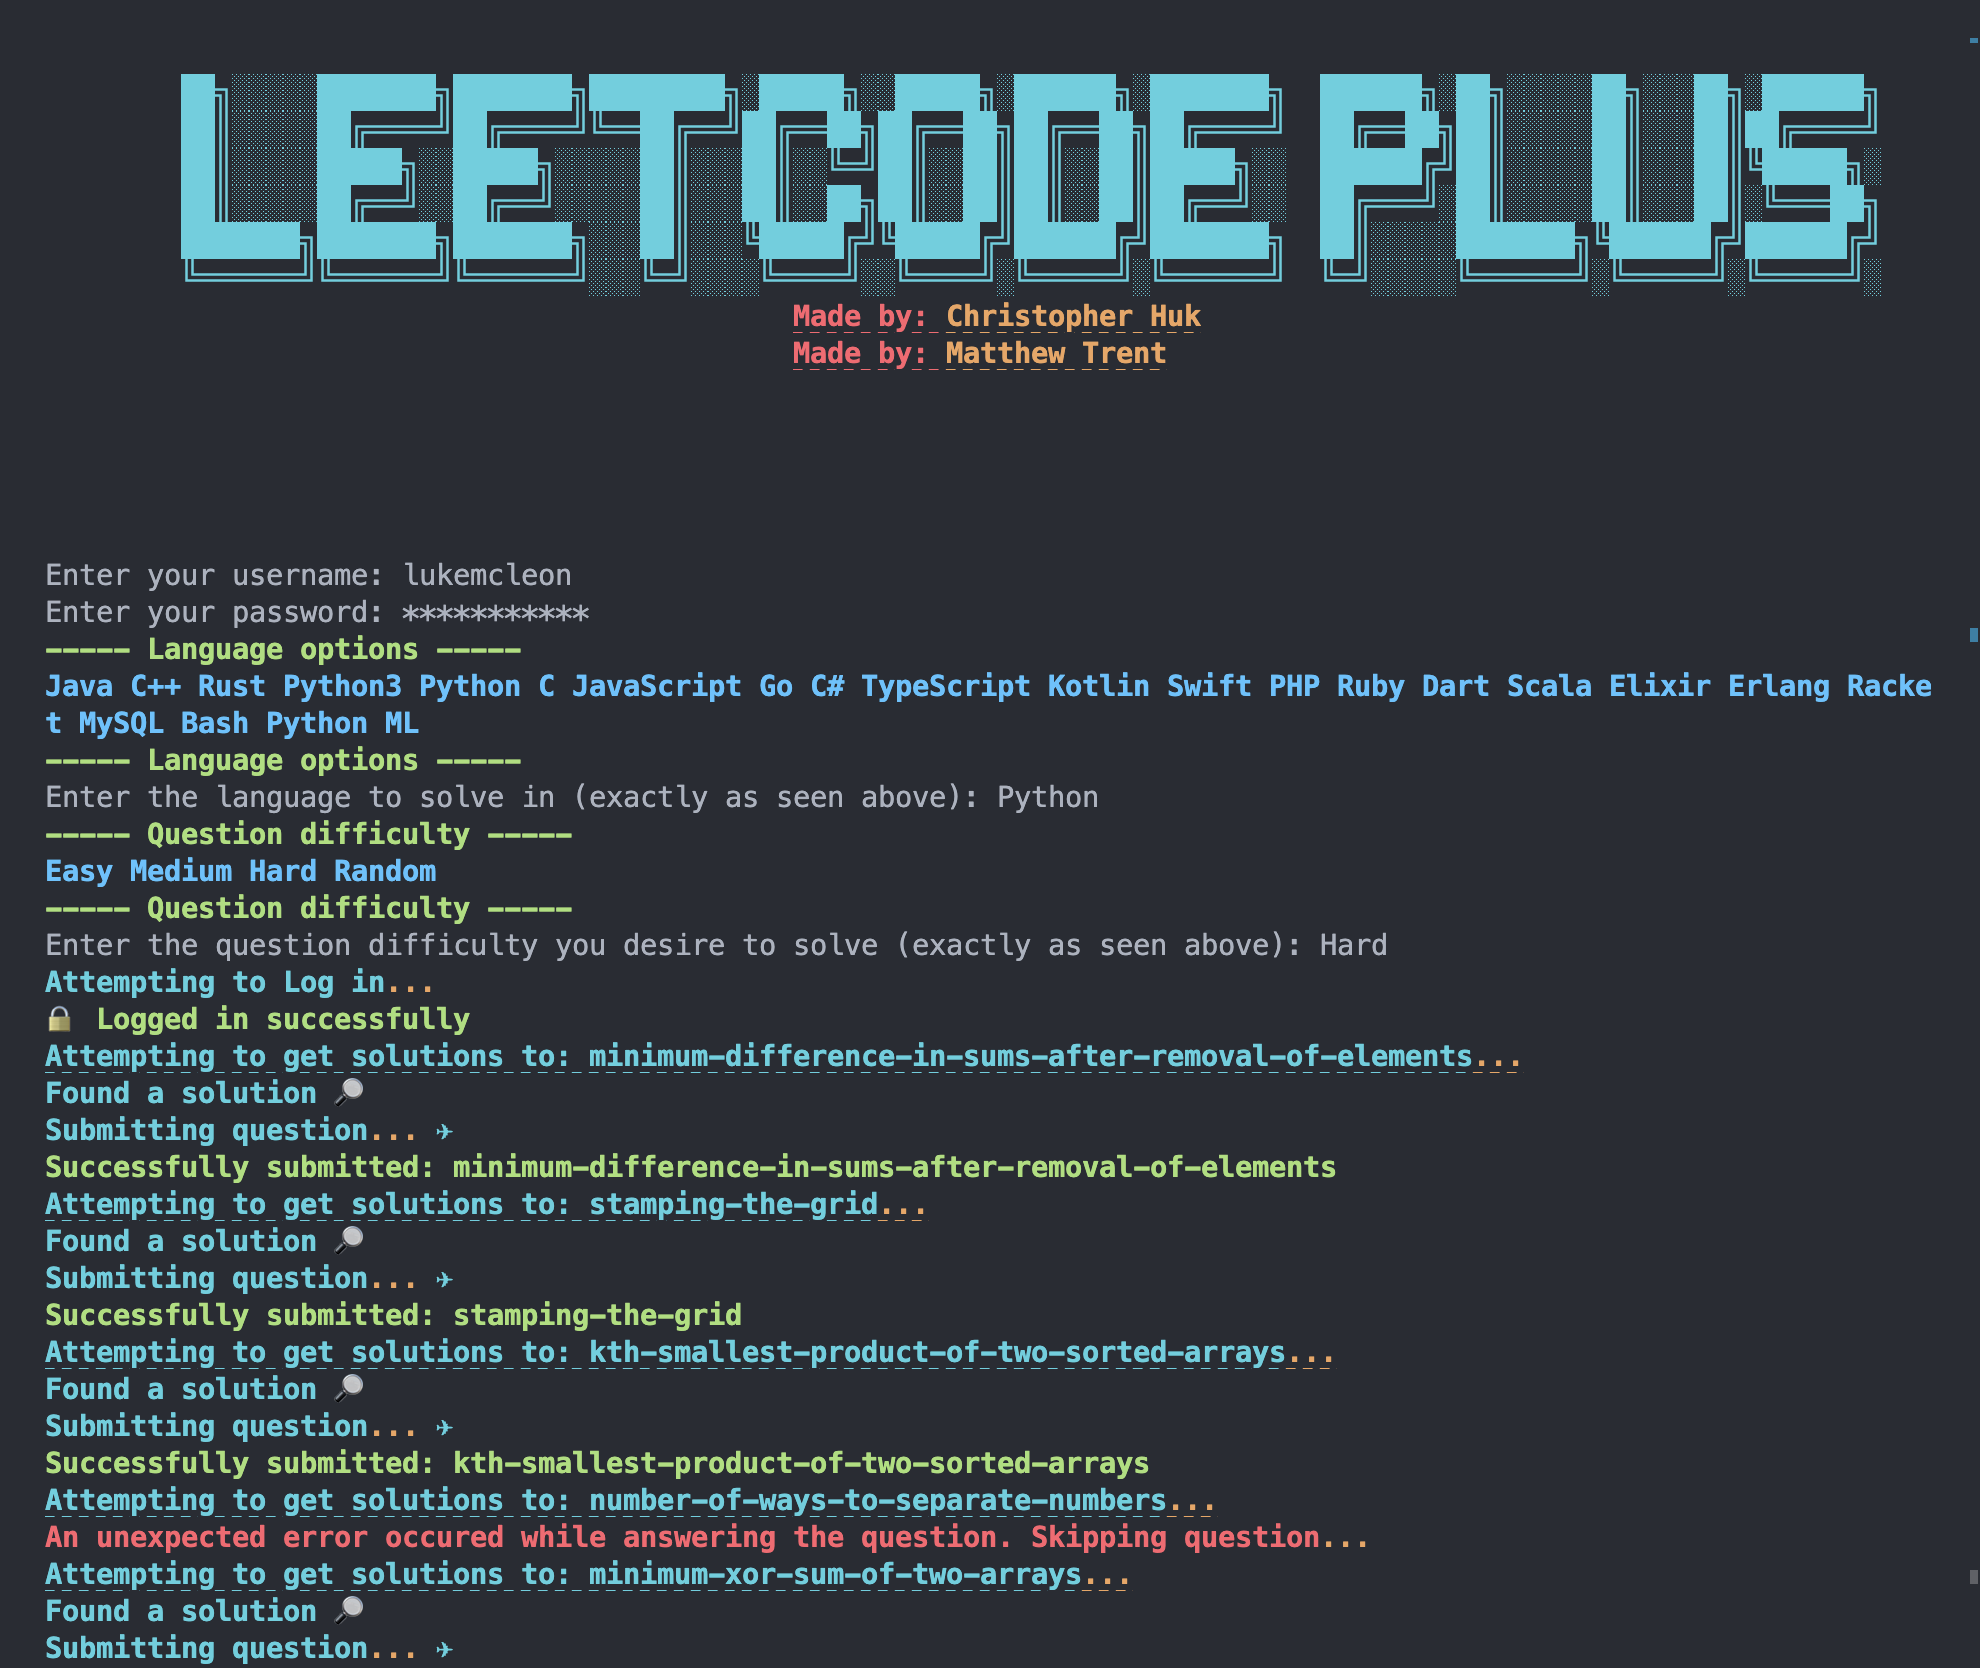 LEETCODE PLUS
Made by: Christopher Huk
Made by: Matthew Trent
Enter your username: lukemcleon
Enter your password: ***********
----- Language options -----
Java C++ Rust Python3 Python C JavaScript Go C# TypeScript Kotlin Swift PHP Ruby Dart Scala Elixir Erlang Racke
t MySQL Bash Python ML
----- Language options -----
Enter the language to solve in (exactly as seen above): Python
----- Question difficulty -----
Easy Medium Hard Random
----- Question difficulty -----
Enter the question difficulty you desire to solve (exactly as seen above): Hard
Attempting to Log in...
🔒 Logged in successfully
Attempting to get solutions to: minimum-difference-in-sums-after-removal-of-elements...
Found a solution 🔎
Submitting question... ✈
Successfully submitted: minimum-difference-in-sums-after-removal-of-elements
Attempting to get solutions to: stamping-the-grid...
Found a solution 🔎
Submitting question... ✈
Successfully submitted: stamping-the-grid
Attempting to get solutions to: kth-smallest-product-of-two-sorted-arrays...
Found a solution 🔎
Submitting question... ✈
Successfully submitted: kth-smallest-product-of-two-sorted-arrays
Attempting to get solutions to: number-of-ways-to-separate-numbers...
An unexpected error occured while answering the question. Skipping question...
Attempting to get solutions to: minimum-xor-sum-of-two-arrays...
Found a solution 🔎
Submitting question... ✈